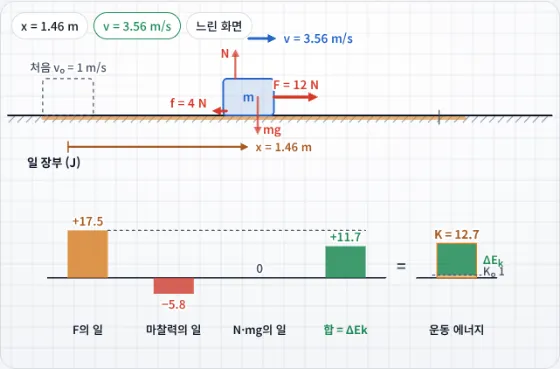 x = 1.46 m
v = 3.56 m/s
느린 화면
v = 3.56 m/s
N
처음 v₀ = 1 m/s
F = 12 N
m
f = 4 N
mg
x = 1.46 m
일 장부 (J)
+17.5
−5.8
0
+11.7
=
K = 12.7
ΔEk
K₀ 1
F의 일
마찰력의 일
N·mg의 일
합 = ΔEk
운동 에너지